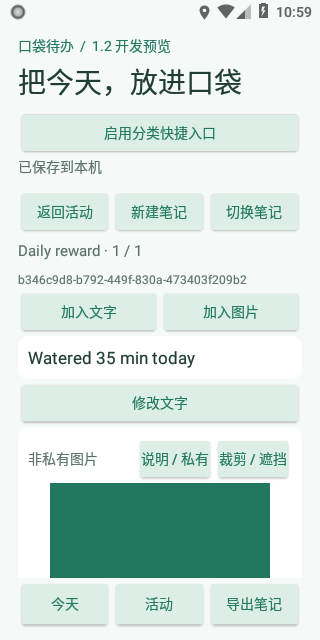 10:59
口袋待办 / 1.2 开发预览
把今天，放进口袋
启用分类快捷入口
已保存到本机
返回活动 新建笔记 切换笔记
Daily reward · 1 / 1
b346c9d8-b792-449f-830a-473403f209b2
加入文字 加入图片
Watered 35 min today
修改文字
非私有图片 说明 / 私有 裁剪 / 遮挡
今天 活动 导出笔记